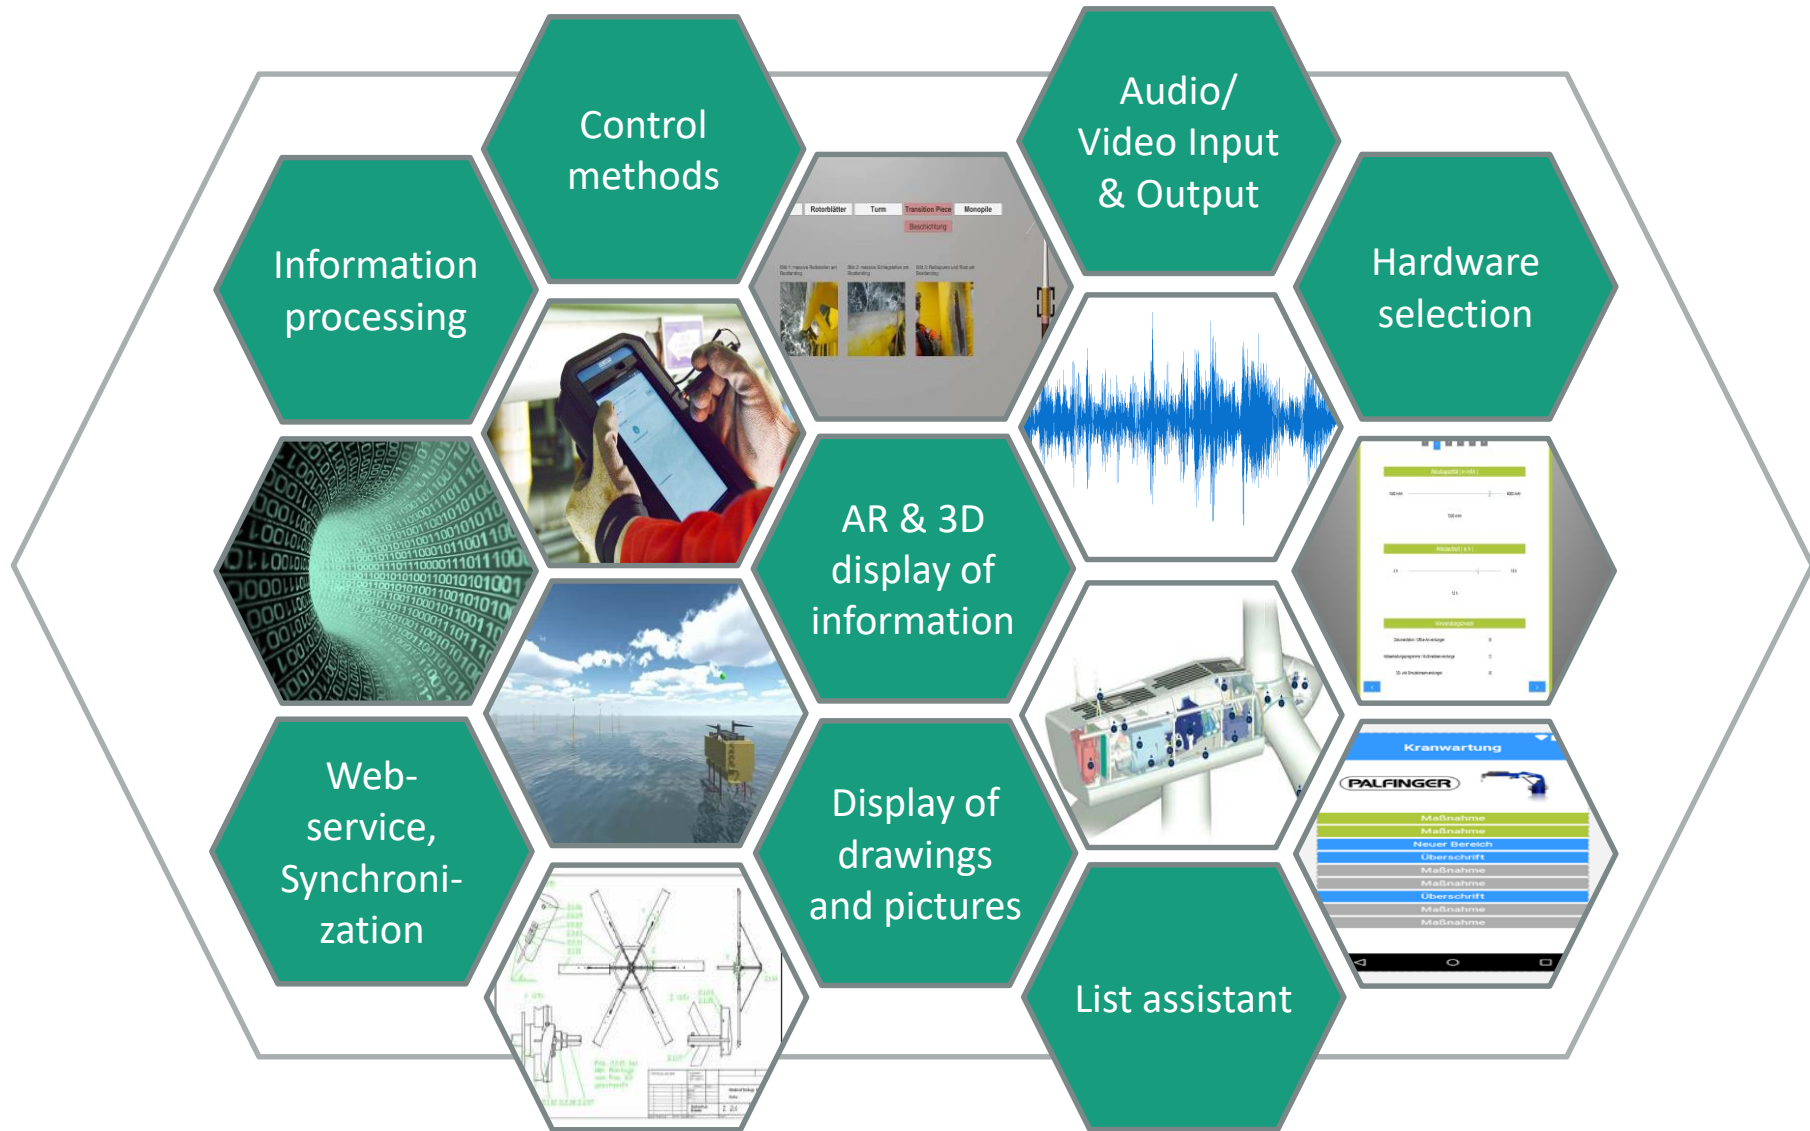 Control
methods
Audio/
Video Input
& Output
Information
processing
Hardware
selection
Rotorblätter
Turm
Transition Piece
Monopile
Beschichtung
AR & 3D
display of
information
Web-
service,
Synchroni-
zation
Display of
drawings
and pictures
List assistant
Kranwartung
PALFINGER
Maßnahme
Maßnahme
Neuer Bereich
Überschrift
Maßnahme
Maßnahme
Überschrift
Maßnahme
Maßnahme